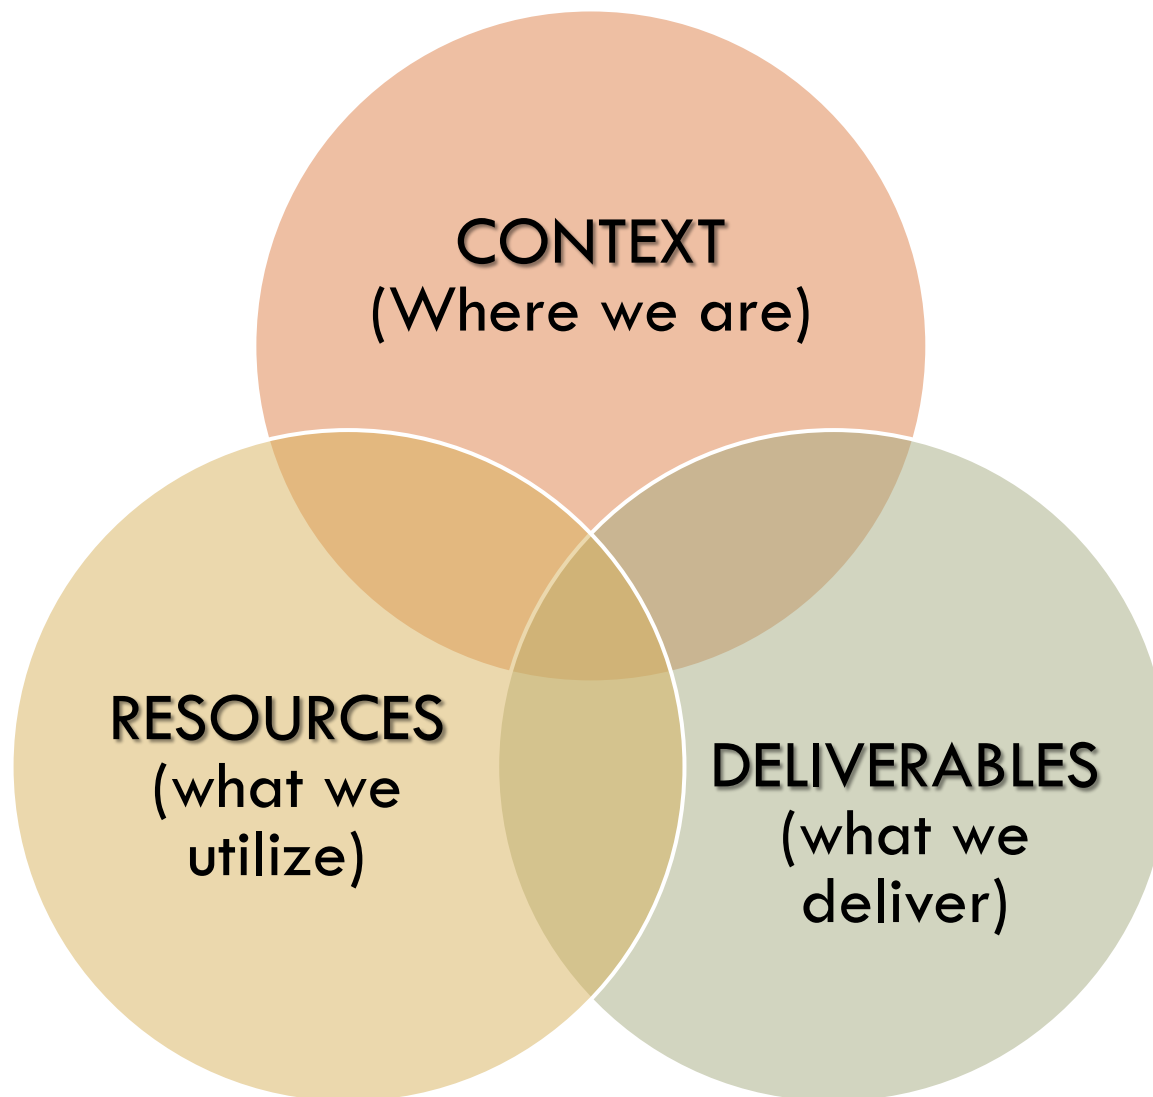 CONTEXT
(Where we are)
RESOURCES
(what we
utilize)
DELIVERABLES
(what we
deliver)